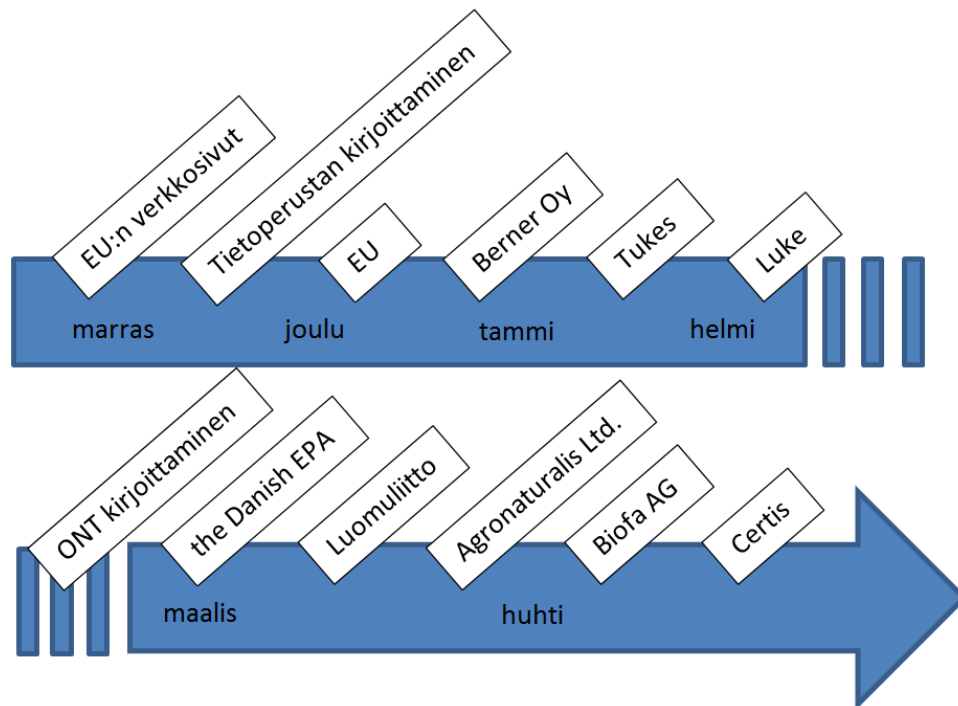 EU:n verkkosivut
Tietoperustan kirjoittaminen
EU
Berner Oy
Tukes
Luke
marras
joulu
tammi
helmi
ONT kirjoittaminen
the Danish EPA
Luomuliitto
Agronaturalis Ltd.
Biofa AG
Certis
maalis
huhti